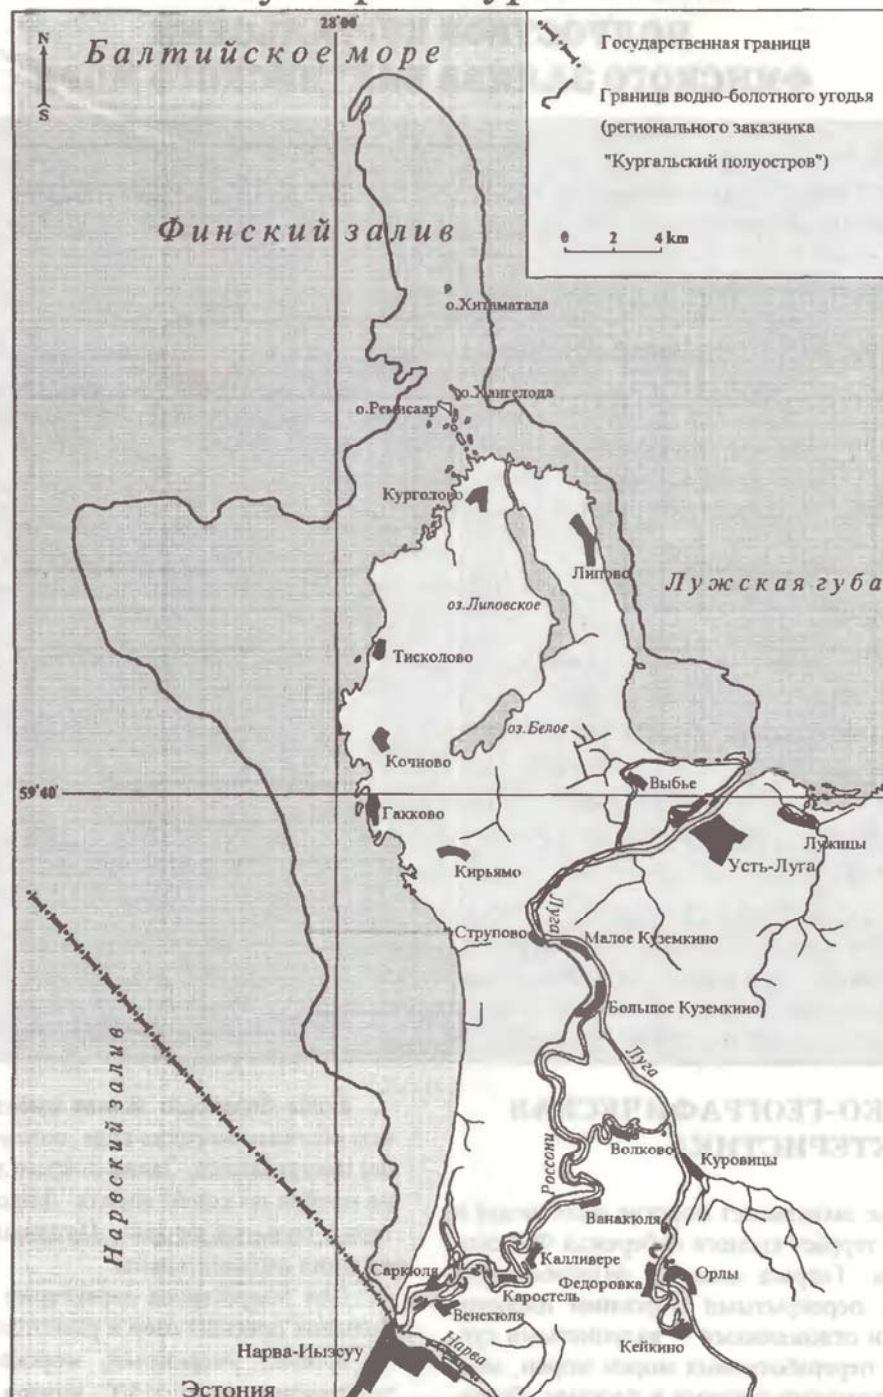 28°00'
N
S
Балтийское море
Государственная граница
Граница водно-болотного угодья
(регионального заказника
"Кургальский полуостров")
0 2 4 km
Финский залив
о.Хитаматала
о.Хангелода
о.Ремисаар
Курголово
Липово
Лужская губа
оз.Липовское
Тисколово
оз.Белое
Кочново
Выбье
59°40'
Гакково
Лужицы
Усть-Луга
Кирьямо
Луга
Струпово
Малое Куземкино
Большое Куземкино
Луга
Нарвский залив
Россонь
Волково
Куровицы
Ванакюля
Калливере
Саркюля
Федоровка
Орлы
Каростель
Венекюля
Кейкино
Нарва-Иыэсуу
Нарва
Эстония